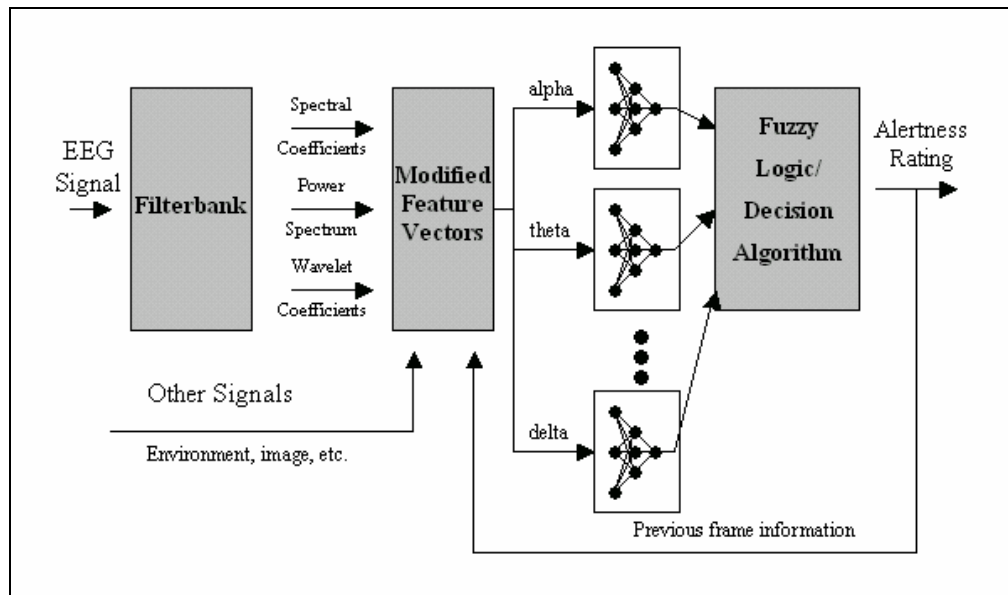 EEG
Signal
Filterbank
Spectral
Coefficients
Power
Spectrum
Wavelet
Coefficients
Modified
Feature
Vectors
alpha
theta
delta
Fuzzy
Logic/
Decision
Algorithm
Alertness
Rating
Other Signals
Environment, image, etc.
Previous frame information